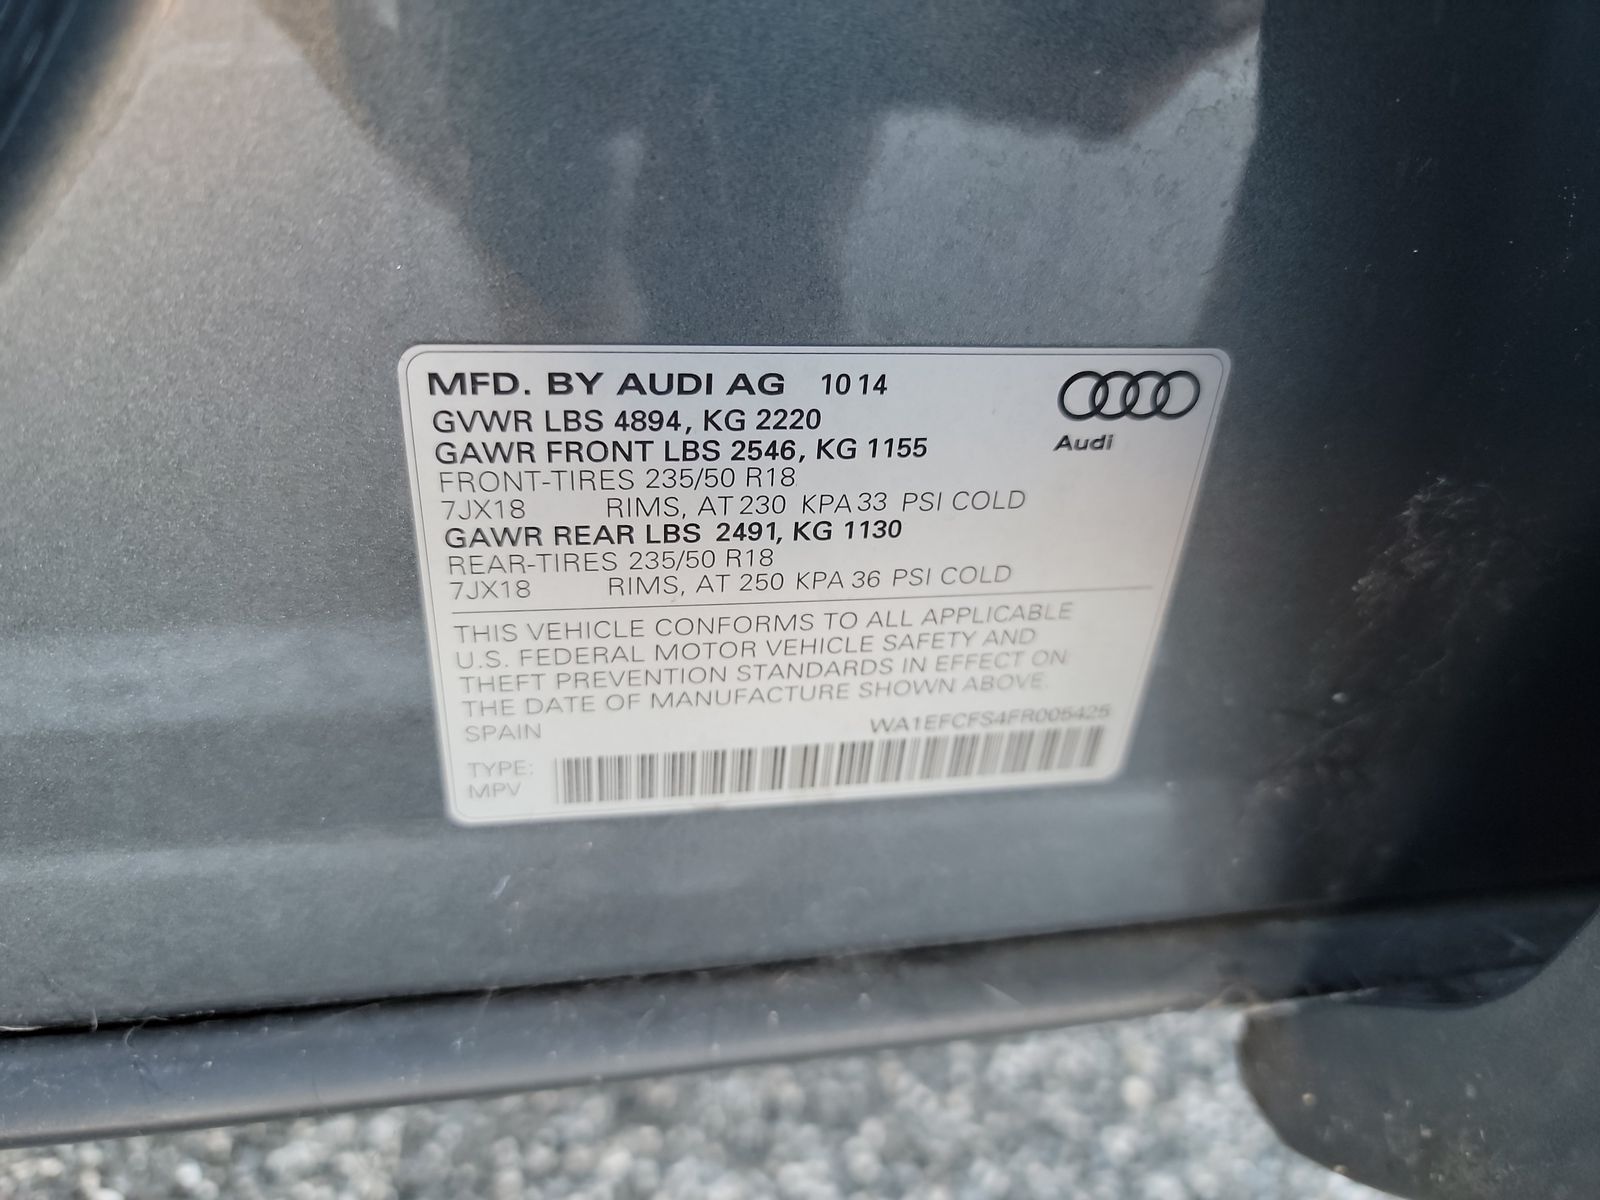 MFD. BY AUDI AG 10 14
GVWR LBS 4894, KG 2220
GAWR FRONT LBS 2546, KG 1155
Audi
FRONT-TIRES 235/50 R18
7JX18 RIMS, AT 230 KPA 33 PSI COLD
GAWR REAR LBS 2491, KG 1130
REAR-TIRES 235/50 R18
7JX18 RIMS, AT 250 KPA 36 PSI COLD
THIS VEHICLE CONFORMS TO ALL APPLICABLE
U.S. FEDERAL MOTOR VEHICLE SAFETY AND
THEFT PREVENTION STANDARDS IN EFFECT ON
THE DATE OF MANUFACTURE SHOWN ABOVE.
SPAIN WA1EFCFS4FR005425
TYPE:
MPV